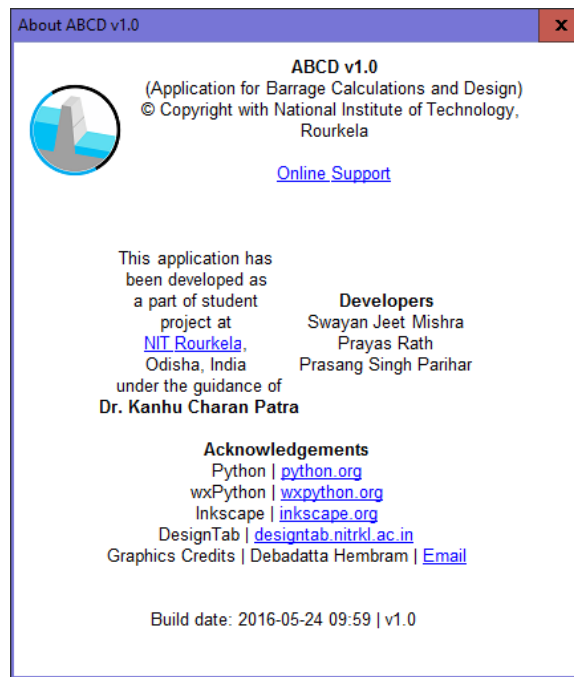 About ABCD v1.0
x
ABCD v1.0
(Application for Barrage Calculations and Design)
© Copyright with National Institute of Technology,
Rourkela
Online Support
This application has
been developed as
a part of student
project at
NIT Rourkela,
Odisha, India
under the guidance of
Dr. Kanhu Charan Patra
Developers
Swayan Jeet Mishra
Prayas Rath
Prasang Singh Parihar
Acknowledgements
Python | python.org
wxPython | wxpython.org
Inkscape | inkscape.org
DesignTab | designtab.nitrkl.ac.in
Graphics Credits | Debadatta Hembram | Email
Build date: 2016-05-24 09:59 | v1.0